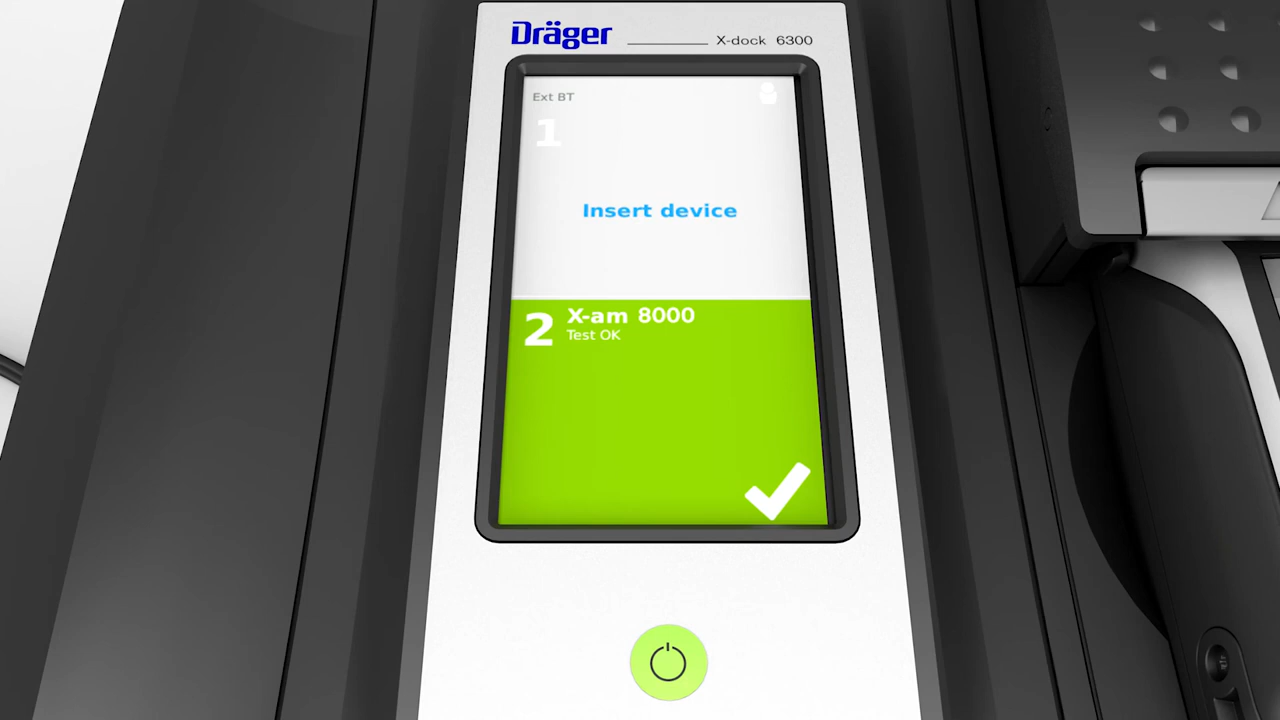 Dräger
X-dock 6300
Ext BT
1
Insert device
2
X-am 8000
Test OK